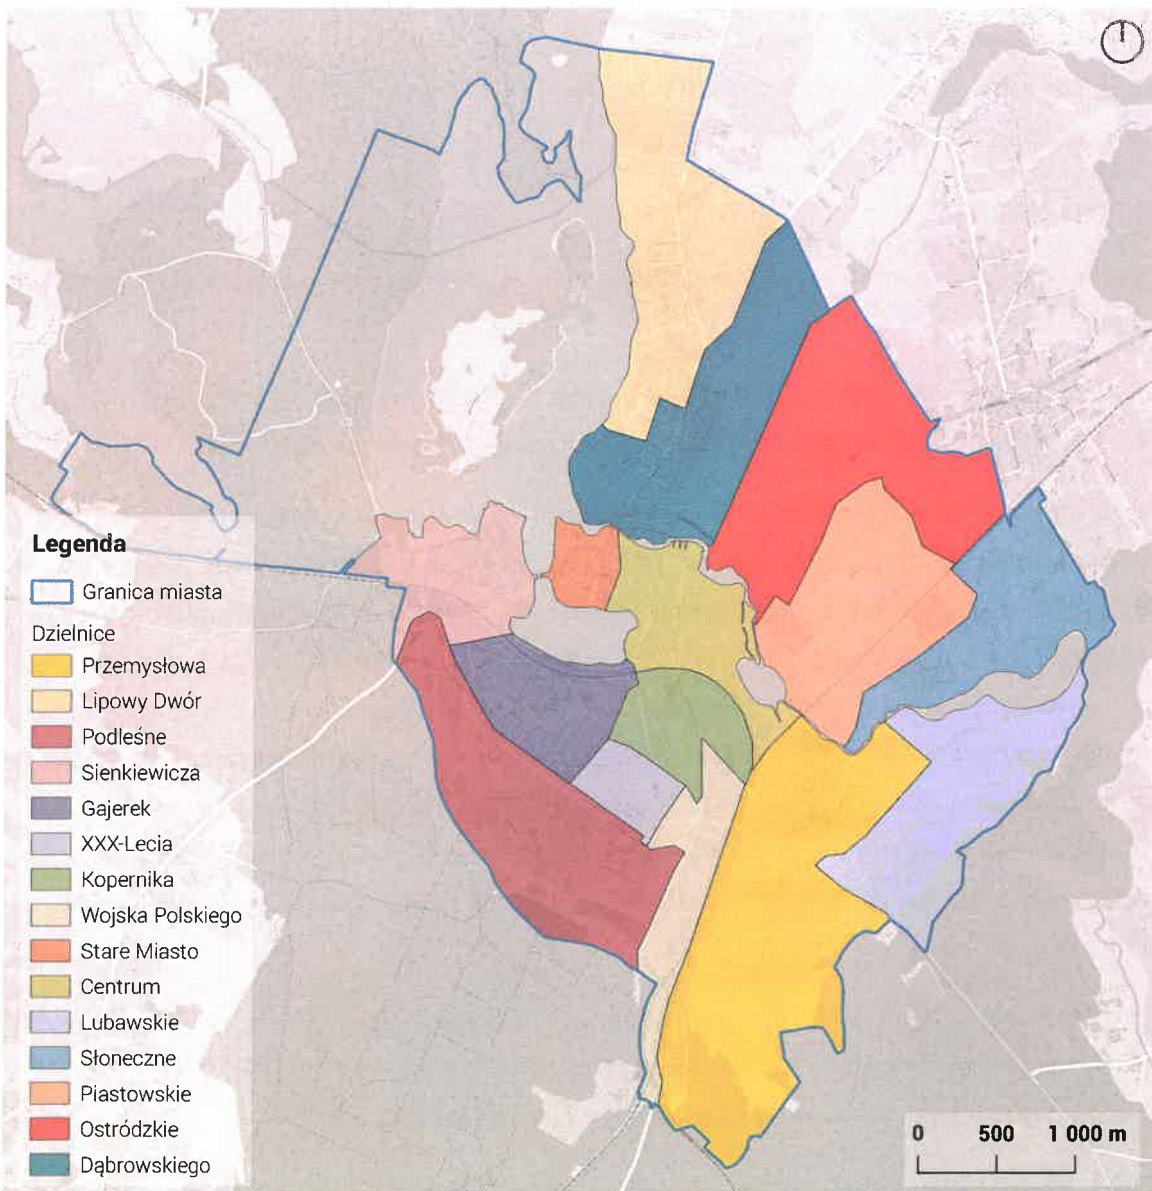 Legenda
Granica miasta
Dzielnice
Przemysłowa
Lipowy Dwór
Podleśne
Sienkiewicza
Gajerek
XXX-Lecia
Kopernika
Wojska Polskiego
Stare Miasto
Centrum
Lubawskie
Słoneczne
Piastowskie
Ostródzkie
Dąbrowskiego
0 500 1 000 m